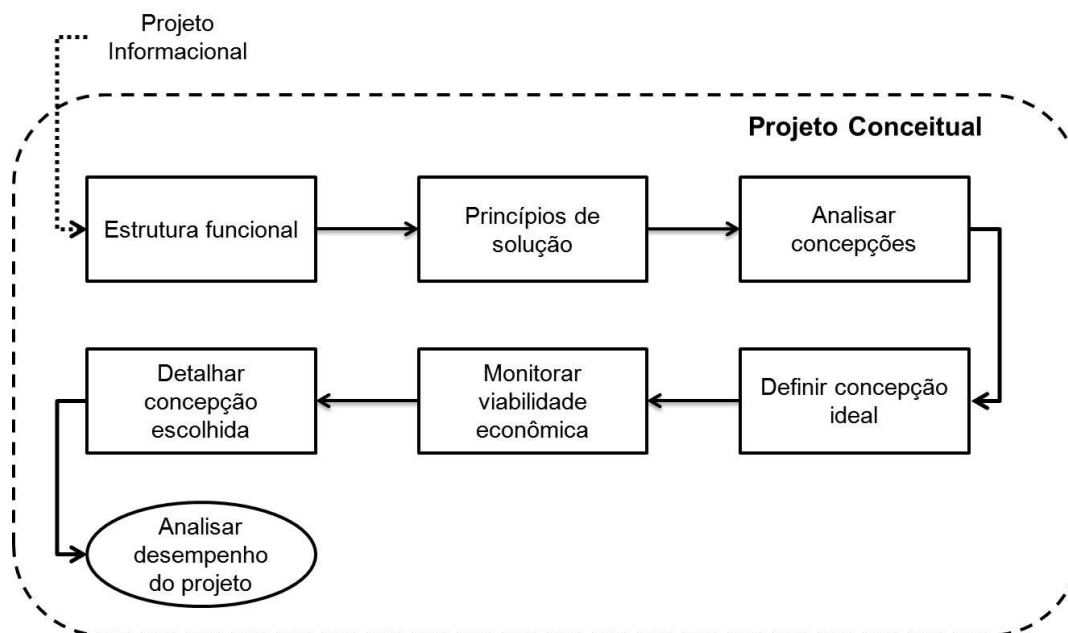 Projeto
Informacional
Projeto Conceitual
Estrutura funcional
Princípios de
solução
Analisar
concepções
Detalhar
concepção
escolhida
Monitorar
viabilidade
econômica
Definir concepção
ideal
Analisar
desempenho
do projeto